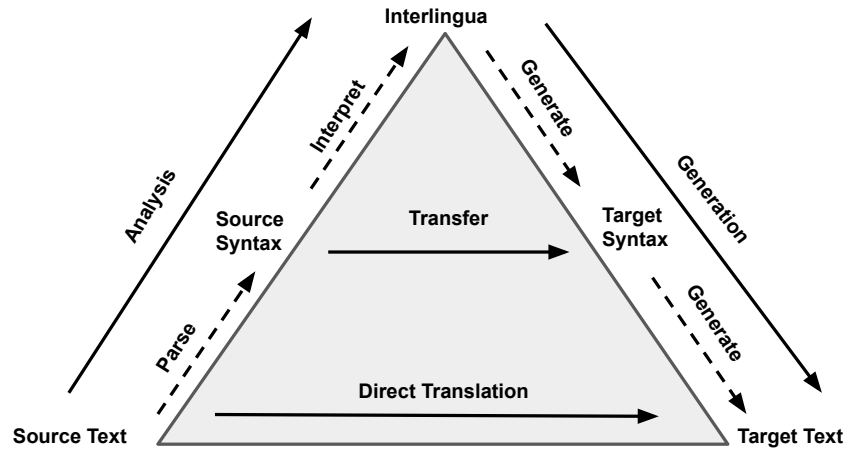 Interlingua
Interpret
Generate
Analysis
Generation
Source
Syntax
Transfer
Target
Syntax
Parse
Generate
Direct Translation
Source Text
Target Text